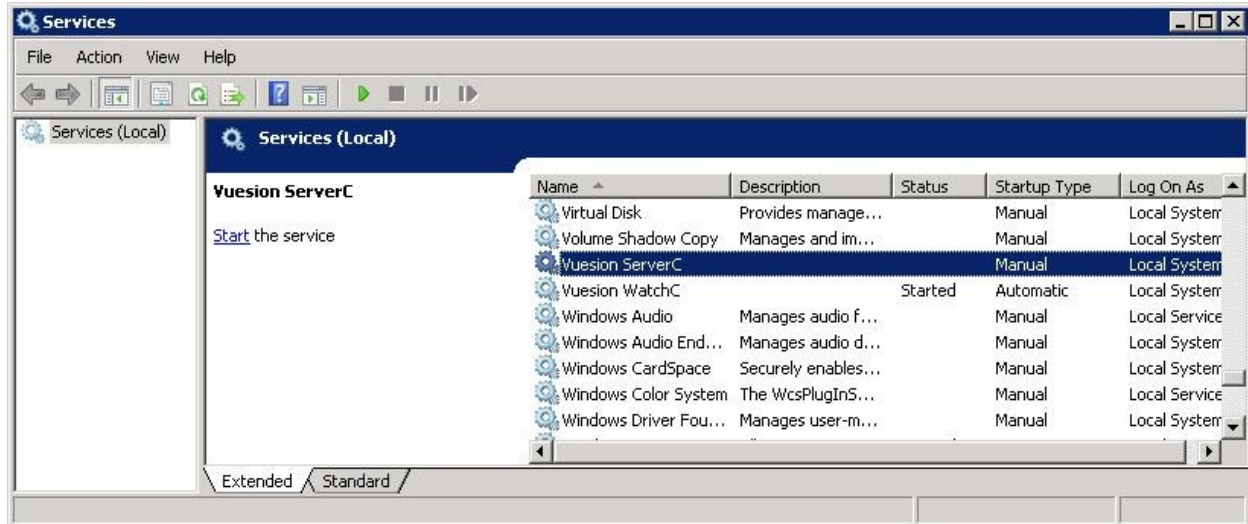 Services
File Action View Help
Services (Local)
Services (Local)
Vuesion ServerC
Start the service
Name Description Status Startup Type Log On As
Virtual Disk Provides manage... Manual Local System
Volume Shadow Copy Manages and im... Manual Local System
Vuesion ServerC Manual Local System
Vuesion WatchC Started Automatic Local System
Windows Audio Manages audio f... Manual Local Service
Windows Audio End... Manages audio d... Manual Local System
Windows CardSpace Securely enables... Manual Local System
Windows Color System The WcsPlugInS... Manual Local Service
Windows Driver Fou... Manages user-m... Manual Local System
Extended Standard